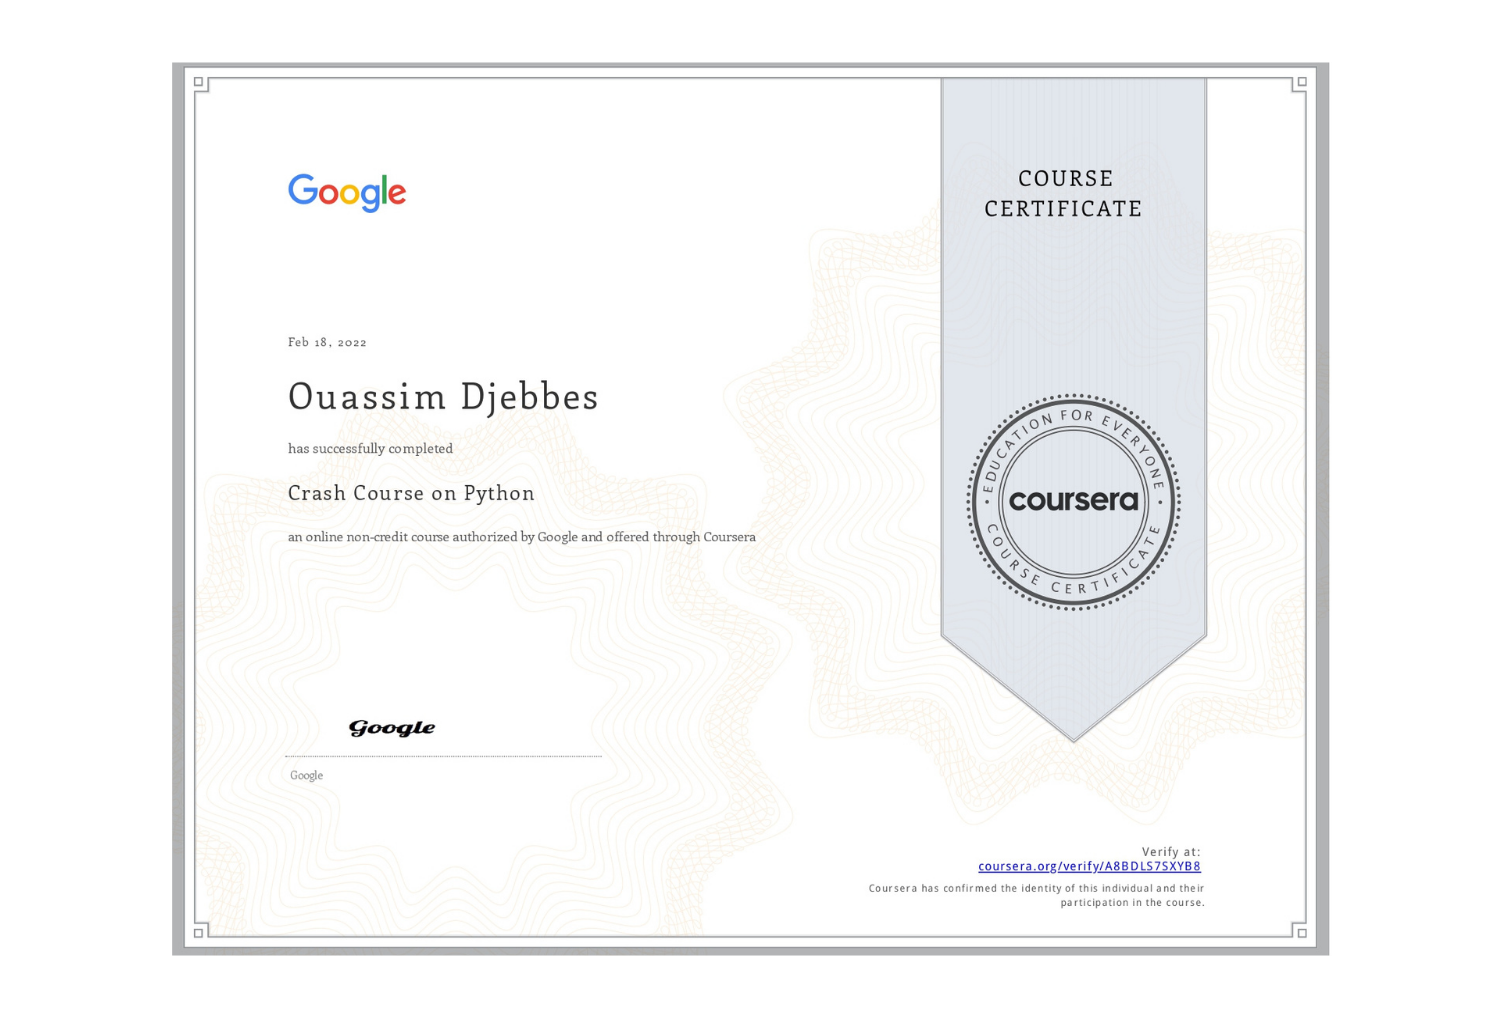 Google
COURSE
CERTIFICATE
Feb 18, 2022
Ouassim Djebbes
has successfully completed
Crash Course on Python
an online non-credit course authorized by Google and offered through Coursera
EDUCATION FOR EVERYONE
coursera
COURSE CERTIFICATE
Google
Google
Verify at:
coursera.org/verify/A8BDLS7SXYB8
Coursera has confirmed the identity of this individual and their
participation in the course.